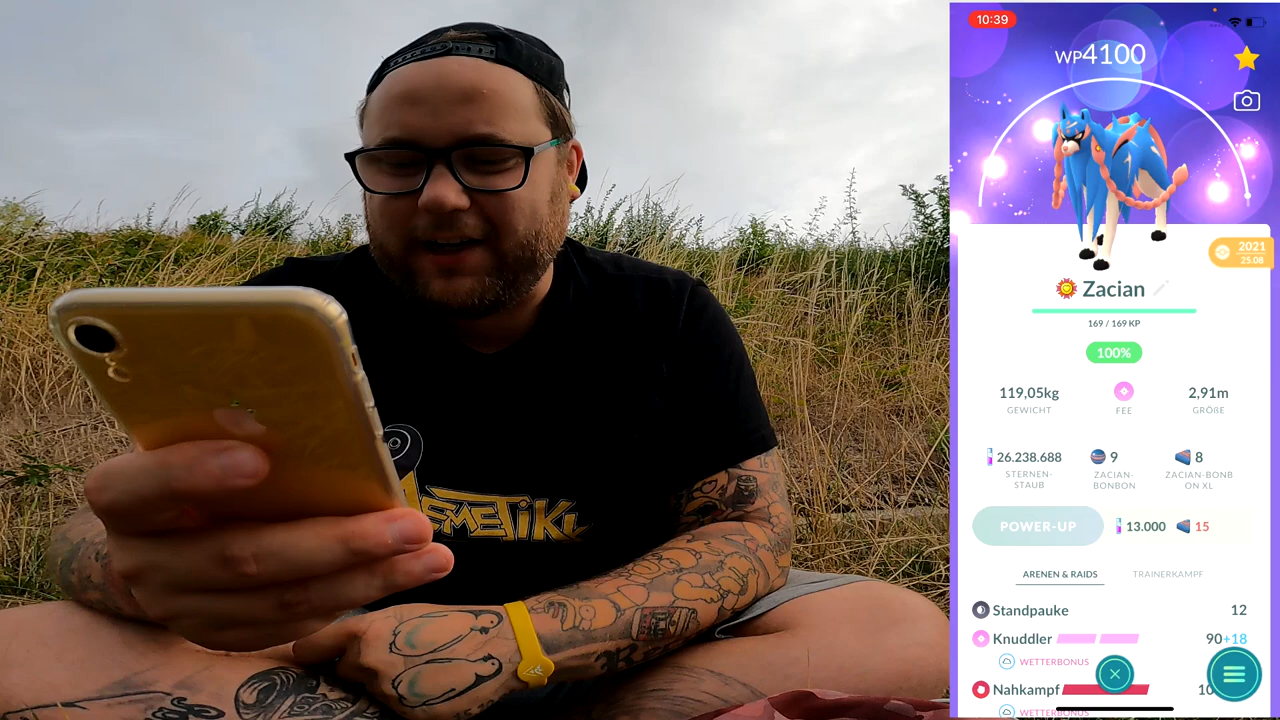 10:39
WP4100
2021
25.08
Zacian
169 / 169 KP
100%
119,05kg
GEWICHT
FEE
2,91m
GRÖßE
26.238.688
STERNEN-
STAUB
9
ZACIAN-
BONBON
8
ZACIAN-BONB
ON XL
POWER-UP
13.000
15
ARENEN & RAIDS
TRAINERKAMPF
Standpauke
12
Knuddler
90+18
WETTERBONUS
Nahkampf
10
WETTERBONUS